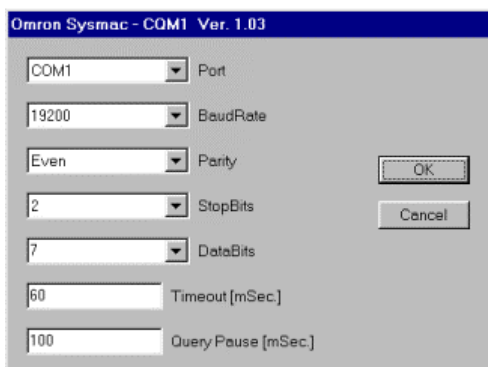 Omron Sysmac - CQM1 Ver. 1.03
COM1 Port
19200 BaudRate
Even Parity
OK
2 StopBits
Cancel
7 DataBits
60 Timeout [mSec.]
100 Query Pause [mSec.]